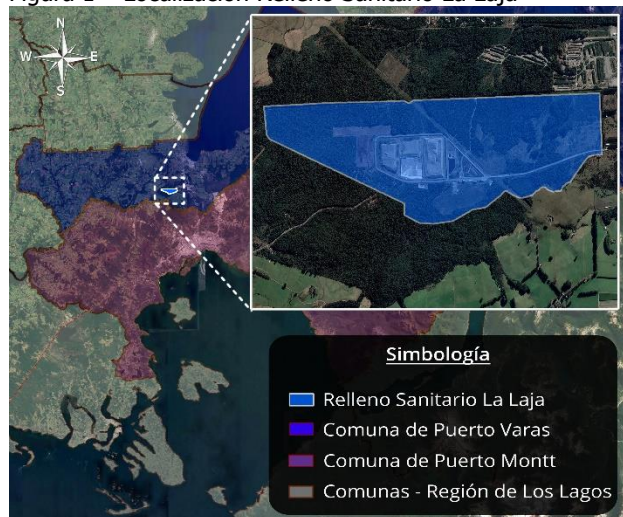 Figura 1 – Localización Relleno Sanitario La Laja
N
W
E
S
Simbología
Relleno Sanitario La Laja
Comuna de Puerto Varas
Comuna de Puerto Montt
Comunas - Región de Los Lagos